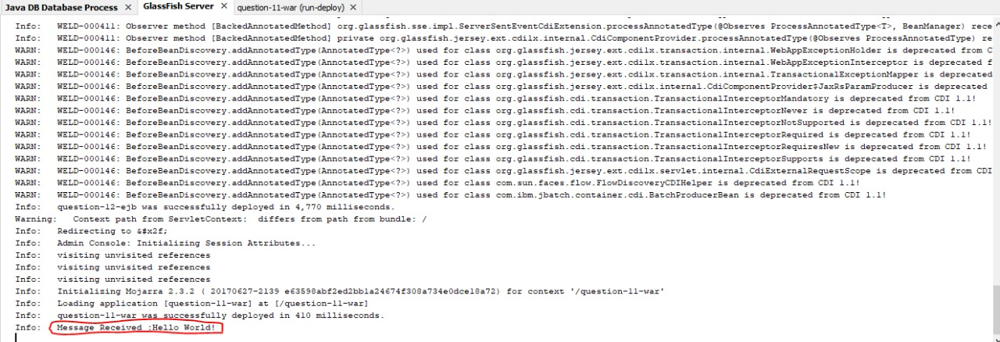 Java DB Database Process × GlassFish Server × question-11-war (run-deploy) ×
Info: WELD-000411: Observer method [BackedAnnotatedMethod] org.glassfish.sse.impl.ServerSentEventCdiExtension.processAnnotatedType(@Observes ProcessAnnotatedType<T>, BeanManager) rece
Info: WELD-000411: Observer method [BackedAnnotatedMethod] private org.glassfish.jersey.ext.cdilx.internal.CdiComponentProvider.processAnnotatedType(@Observes ProcessAnnotatedType) re
WARN: WELD-000146: BeforeBeanDiscovery.addAnnotatedType(AnnotatedType<?>) used for class org.glassfish.jersey.ext.cdilx.transaction.internal.WebAppExceptionHolder is deprecated from C
WARN: WELD-000146: BeforeBeanDiscovery.addAnnotatedType(AnnotatedType<?>) used for class org.glassfish.jersey.ext.cdilx.transaction.internal.WebAppExceptionInterceptor is deprecated f
WARN: WELD-000146: BeforeBeanDiscovery.addAnnotatedType(AnnotatedType<?>) used for class org.glassfish.jersey.ext.cdilx.transaction.internal.TransactionalExceptionMapper is deprecated
WARN: WELD-000146: BeforeBeanDiscovery.addAnnotatedType(AnnotatedType<?>) used for class org.glassfish.jersey.ext.cdilx.internal.CdiComponentProvider$JaxRsParamProducer is deprecated
WARN: WELD-000146: BeforeBeanDiscovery.addAnnotatedType(AnnotatedType<?>) used for class org.glassfish.cdi.transaction.TransactionalInterceptorMandatory is deprecated from CDI 1.1!
WARN: WELD-000146: BeforeBeanDiscovery.addAnnotatedType(AnnotatedType<?>) used for class org.glassfish.cdi.transaction.TransactionalInterceptorNever is deprecated from CDI 1.1!
WARN: WELD-000146: BeforeBeanDiscovery.addAnnotatedType(AnnotatedType<?>) used for class org.glassfish.cdi.transaction.TransactionalInterceptorNotSupported is deprecated from CDI 1.1!
WARN: WELD-000146: BeforeBeanDiscovery.addAnnotatedType(AnnotatedType<?>) used for class org.glassfish.cdi.transaction.TransactionalInterceptorRequired is deprecated from CDI 1.1!
WARN: WELD-000146: BeforeBeanDiscovery.addAnnotatedType(AnnotatedType<?>) used for class org.glassfish.cdi.transaction.TransactionalInterceptorRequiresNew is deprecated from CDI 1.1!
WARN: WELD-000146: BeforeBeanDiscovery.addAnnotatedType(AnnotatedType<?>) used for class org.glassfish.cdi.transaction.TransactionalInterceptorSupports is deprecated from CDI 1.1!
WARN: WELD-000146: BeforeBeanDiscovery.addAnnotatedType(AnnotatedType<?>) used for class org.glassfish.jersey.ext.cdilx.servlet.internal.CdiExternalRequestScope is deprecated from CDI
WARN: WELD-000146: BeforeBeanDiscovery.addAnnotatedType(AnnotatedType<?>) used for class com.sun.faces.flow.FlowDiscoveryCDIHelper is deprecated from CDI 1.1!
WARN: WELD-000146: BeforeBeanDiscovery.addAnnotatedType(AnnotatedType<?>) used for class com.ibm.jbatch.container.cdi.BatchProducerBean is deprecated from CDI 1.1!
Info: question-12-ejb was successfully deployed in 4,770 milliseconds.
Warning: Context path from ServletContext: differs from path from bundle: /
Info: Redirecting to &#x2f;
Info: Admin Console: Initializing Session Attributes...
Info: visiting unvisited references
Info: visiting unvisited references
Info: visiting unvisited references
Info: Initializing Mojarra 2.3.2 ( 20170627-2139 e63598abf2ed2bb1a24674f308a734e0dce18a72) for context '/question-11-war'
Info: Loading application [question-11-war] at [/question-11-war]
Info: question-11-war was successfully deployed in 410 milliseconds.
Info: Message Received :Hello World!